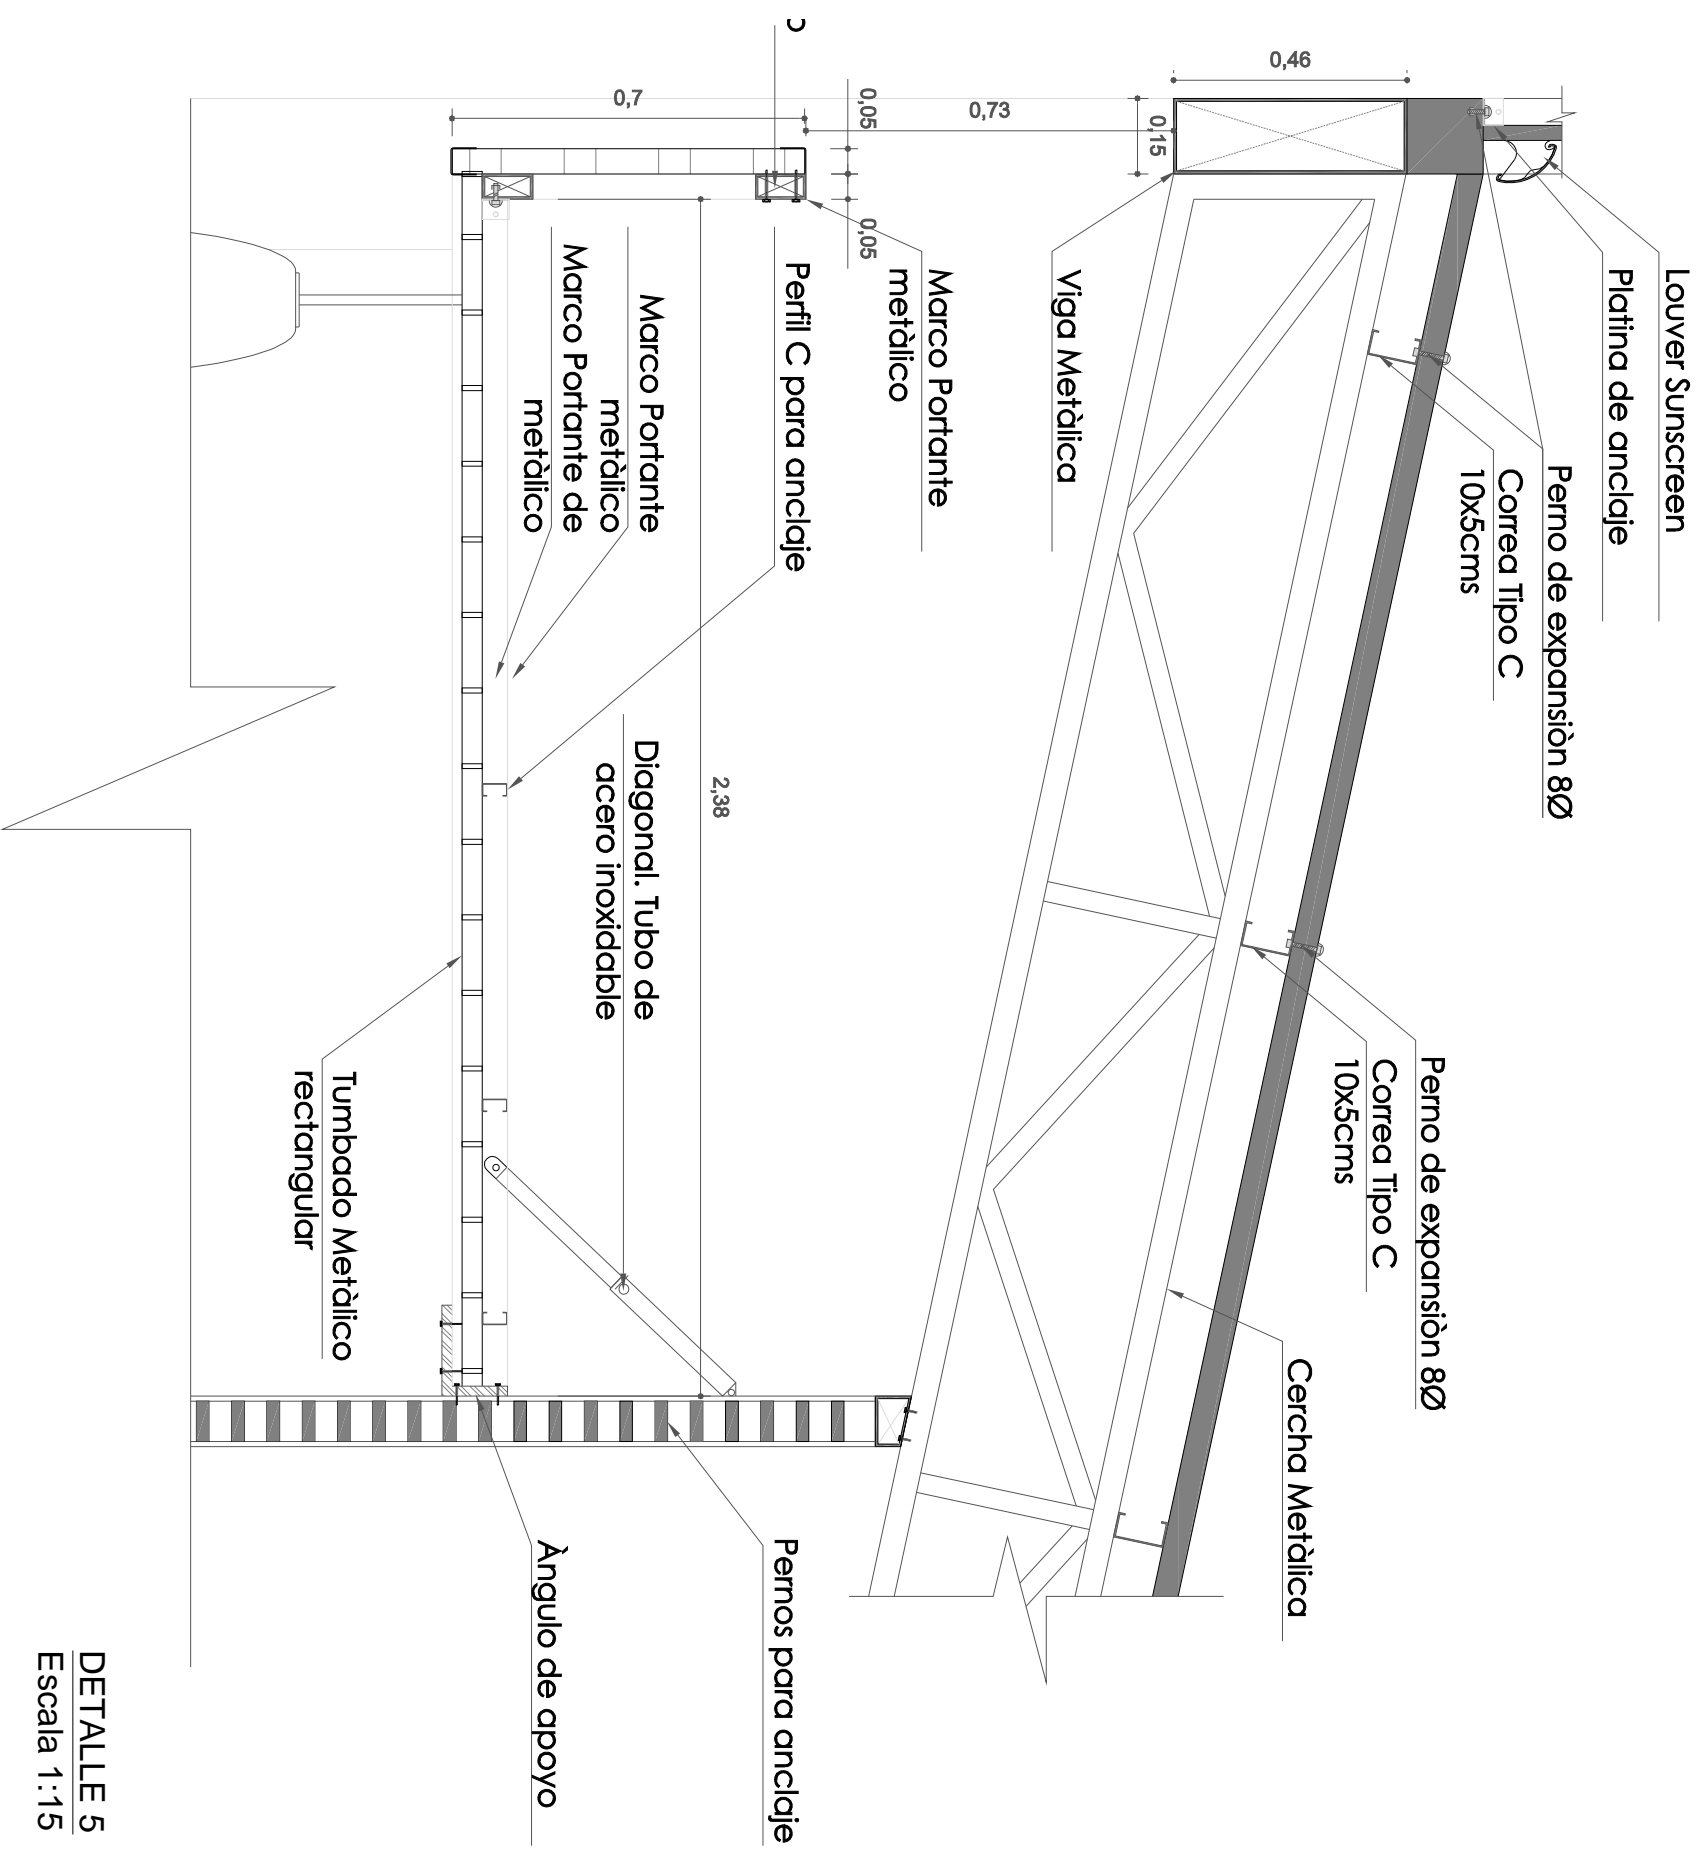 Louver Sunscreen
Platina de anclaje
Perno de expansiòn 8Ø
Correa Tipo C
10x5cms
Perno de expansiòn 8Ø
Correa Tipo C
10x5cms
Cercha Metàlica
0,46
0,15
Viga Metàlica
0,73
0,05
0,05
Marco Portante
metàlico
0,7
Perfil C para anclaje
Marco Portante
metàlico
Marco Portante de
metàlico
2,38
Diagonal. Tubo de
acero inoxidable
Tumbado Metàlico
rectangular
Pernos para anclaje
Àngulo de apoyo
DETALLE 5
Escala 1:15